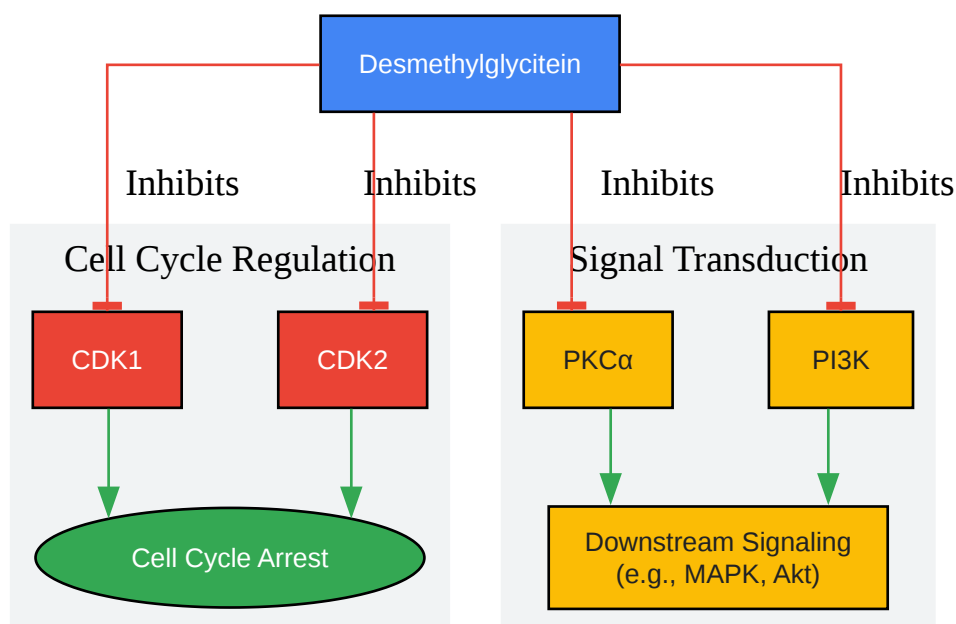 Desmethylglycitein
Inhibits
Inhibits
Inhibits
Inhibits
Cell Cycle Regulation
Signal Transduction
CDK1
CDK2
PKCα
PI3K
Cell Cycle Arrest
Downstream Signaling
(e.g., MAPK, Akt)